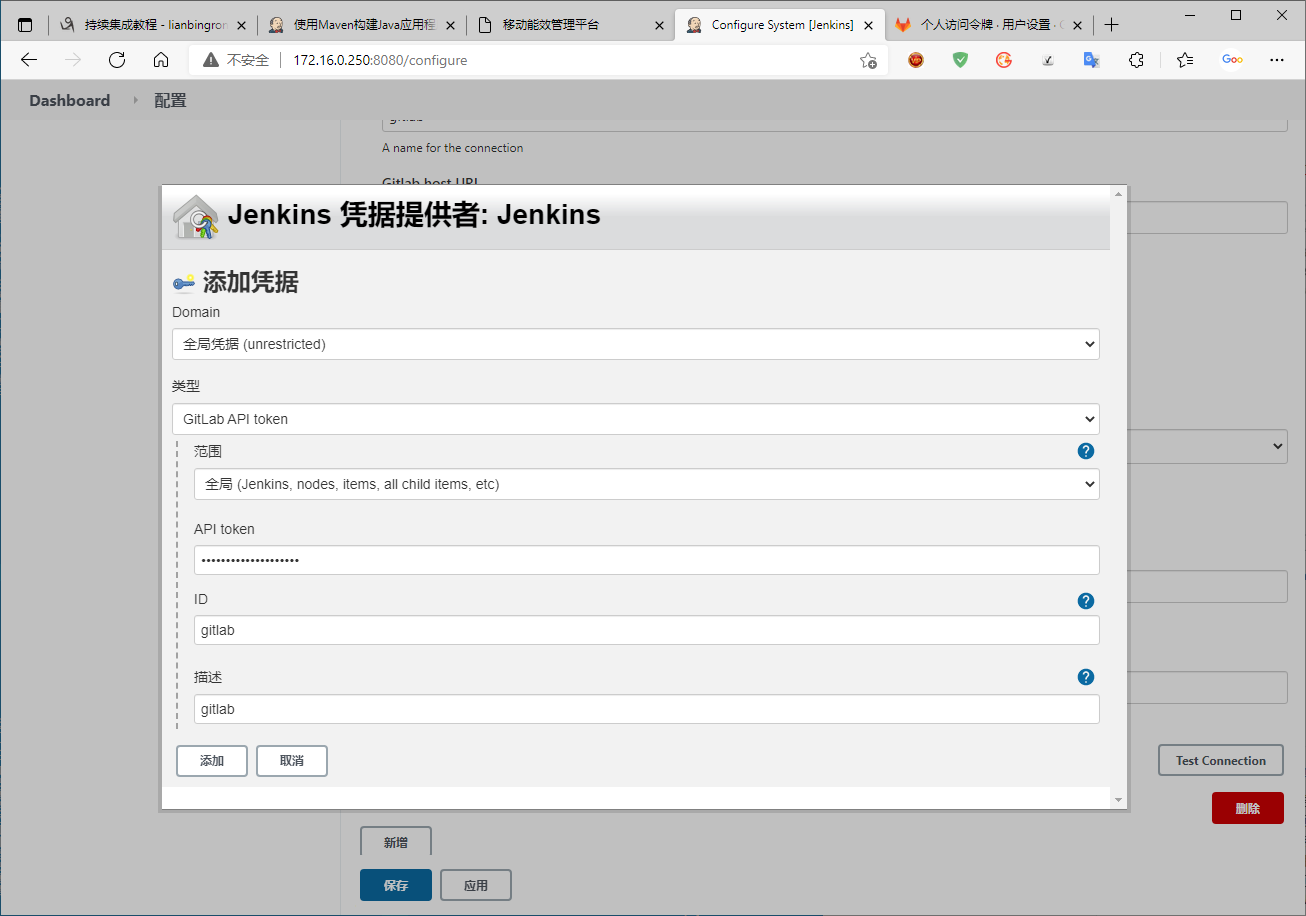 持续集成教程 - lianbingron
使用Maven构建Java应用程
移动能效管理平台
Configure System [Jenkins]
个人访问令牌 · 用户设置 ·
不安全
172.16.0.250:8080/configure
Goo
Dashboard
配置
gitlab
A name for the connection
Gitlab host URL
Jenkins 凭据提供者: Jenkins
添加凭据
Domain
全局凭据 (unrestricted)
类型
GitLab API token
范围
全局 (Jenkins, nodes, items, all child items, etc)
API token
••••••••••••••••••••
ID
gitlab
描述
gitlab
添加
取消
Test Connection
删除
新增
保存
应用